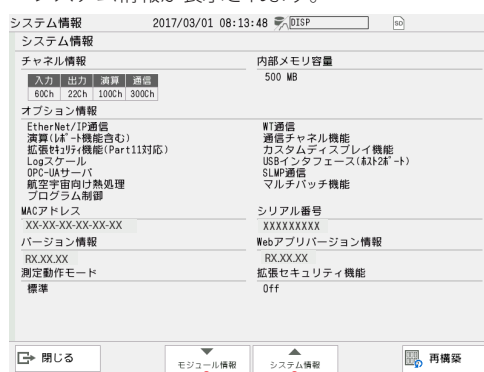 システム情報 2017/03/01 08:13:48 DISP SD
システム情報
チャネル情報
入力 出力 演算 通信
60Ch 22Ch 100Ch 300Ch
内部メモリ容量
500 MB
オプション情報
EtherNet/IP通信
演算(ﾚﾎﾟｰﾄ機能含む)
拡張ｾｷｭﾘﾃｨ機能(Part11対応)
Logスケール
OPC-UAサーバ
航空宇宙向け熱処理
プログラム制御
WT通信
通信チャネル機能
カスタムディスプレイ機能
USBインタフェース(ﾎｽﾄ2ﾎﾟｰﾄ)
SLMP通信
マルチバッチ機能
MACアドレス
XX-XX-XX-XX-XX-XX
シリアル番号
XXXXXXXXX
バージョン情報
RX.XX.XX
Webアプリバージョン情報
RX.XX.XX
測定動作モード
標準
拡張セキュリティ機能
Off
閉じる
モジュール情報
システム情報
再構築